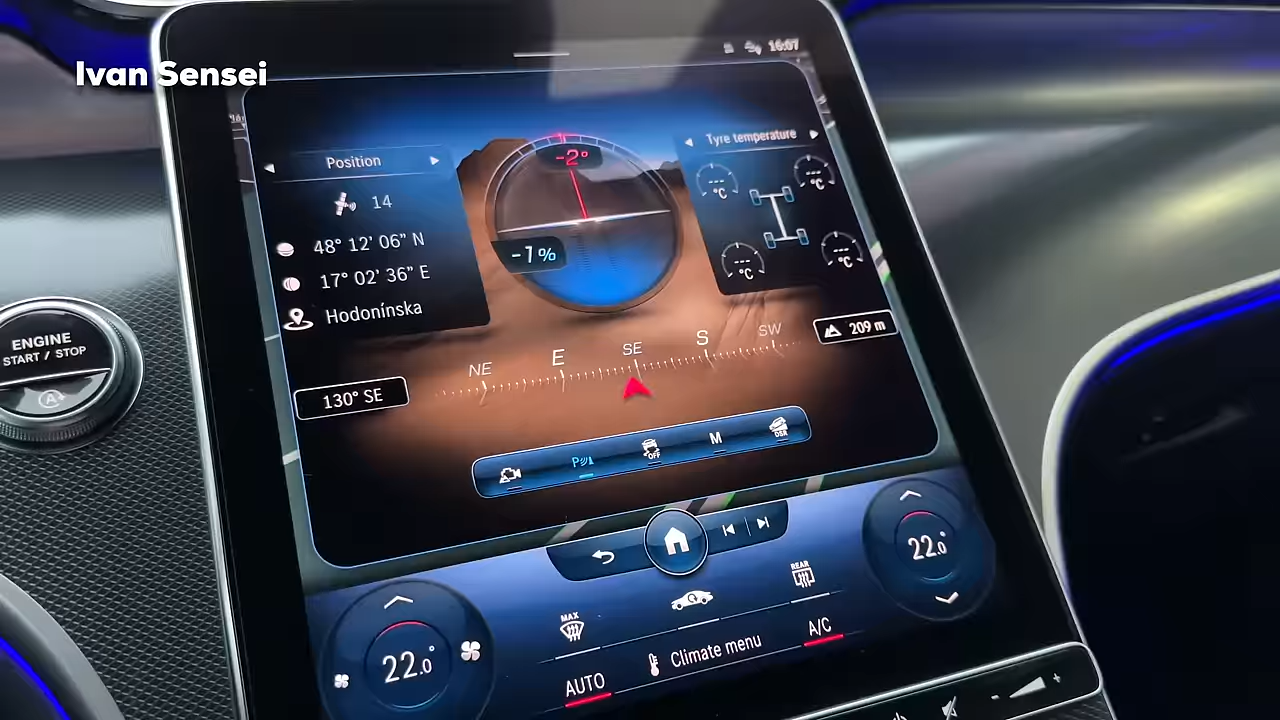 Ivan Sensei
16:07
Position
14
48° 12’ 06” N
17° 02’ 36” E
Hodonínska
-2°
-1%
Tyre temperature
--- °C
--- °C
--- °C
--- °C
NE E SE S SW
130° SE
209 m
P
OFF
M
DSR
ENGINE
START / STOP
A
22.0°
22.0°
MAX
REAR
AUTO
Climate menu
A/C
- +